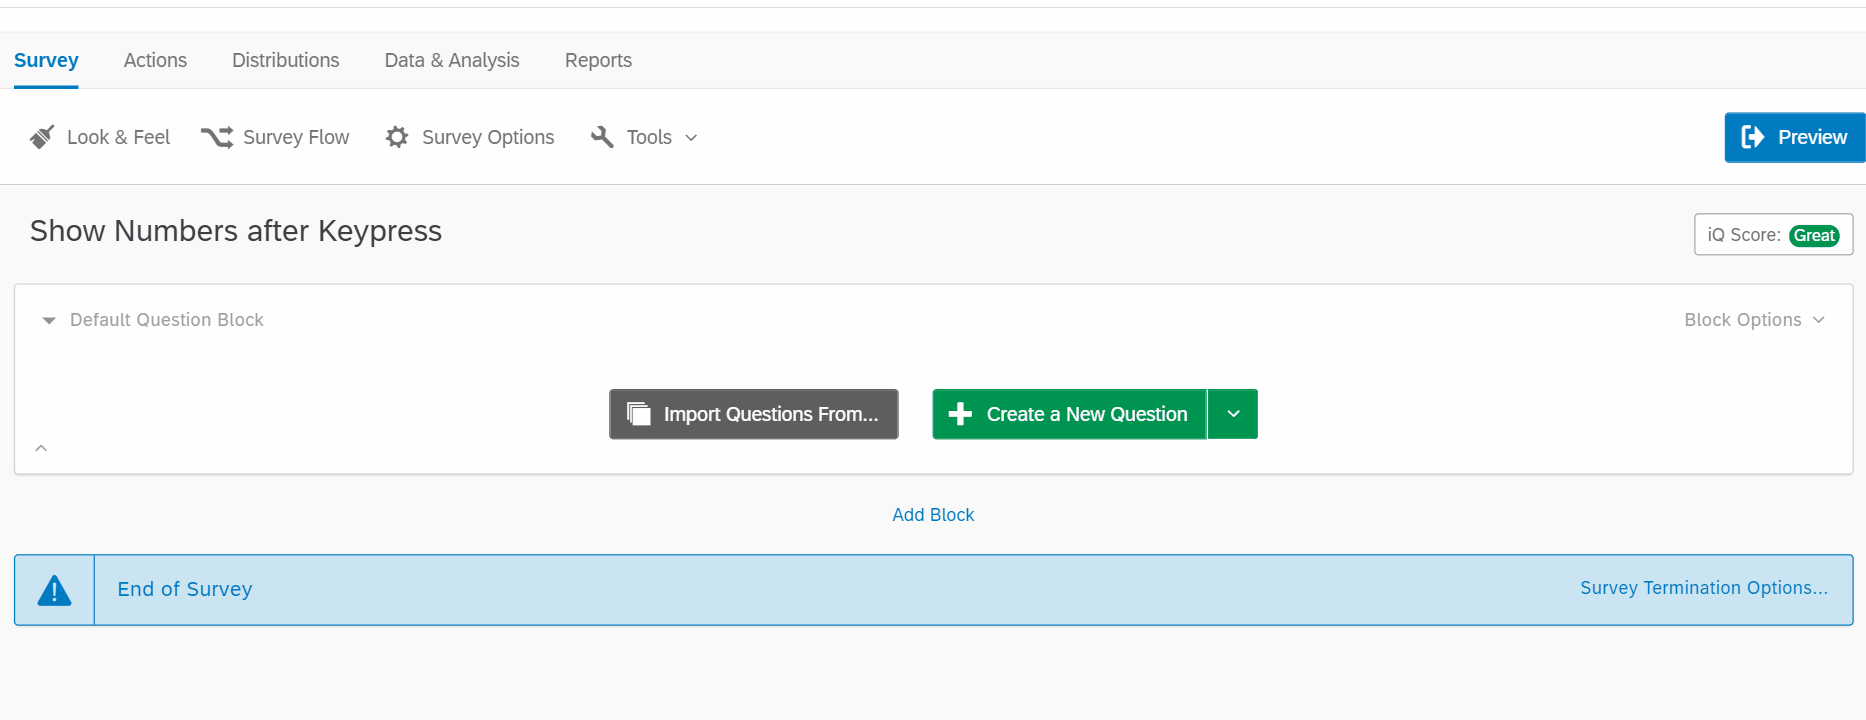 Survey Actions Distributions Data & Analysis Reports
Look & Feel Survey Flow Survey Options Tools Preview
Show Numbers after Keypress
iQ Score: Great
Default Question Block Block Options
Import Questions From... Create a New Question
Add Block
End of Survey Survey Termination Options...